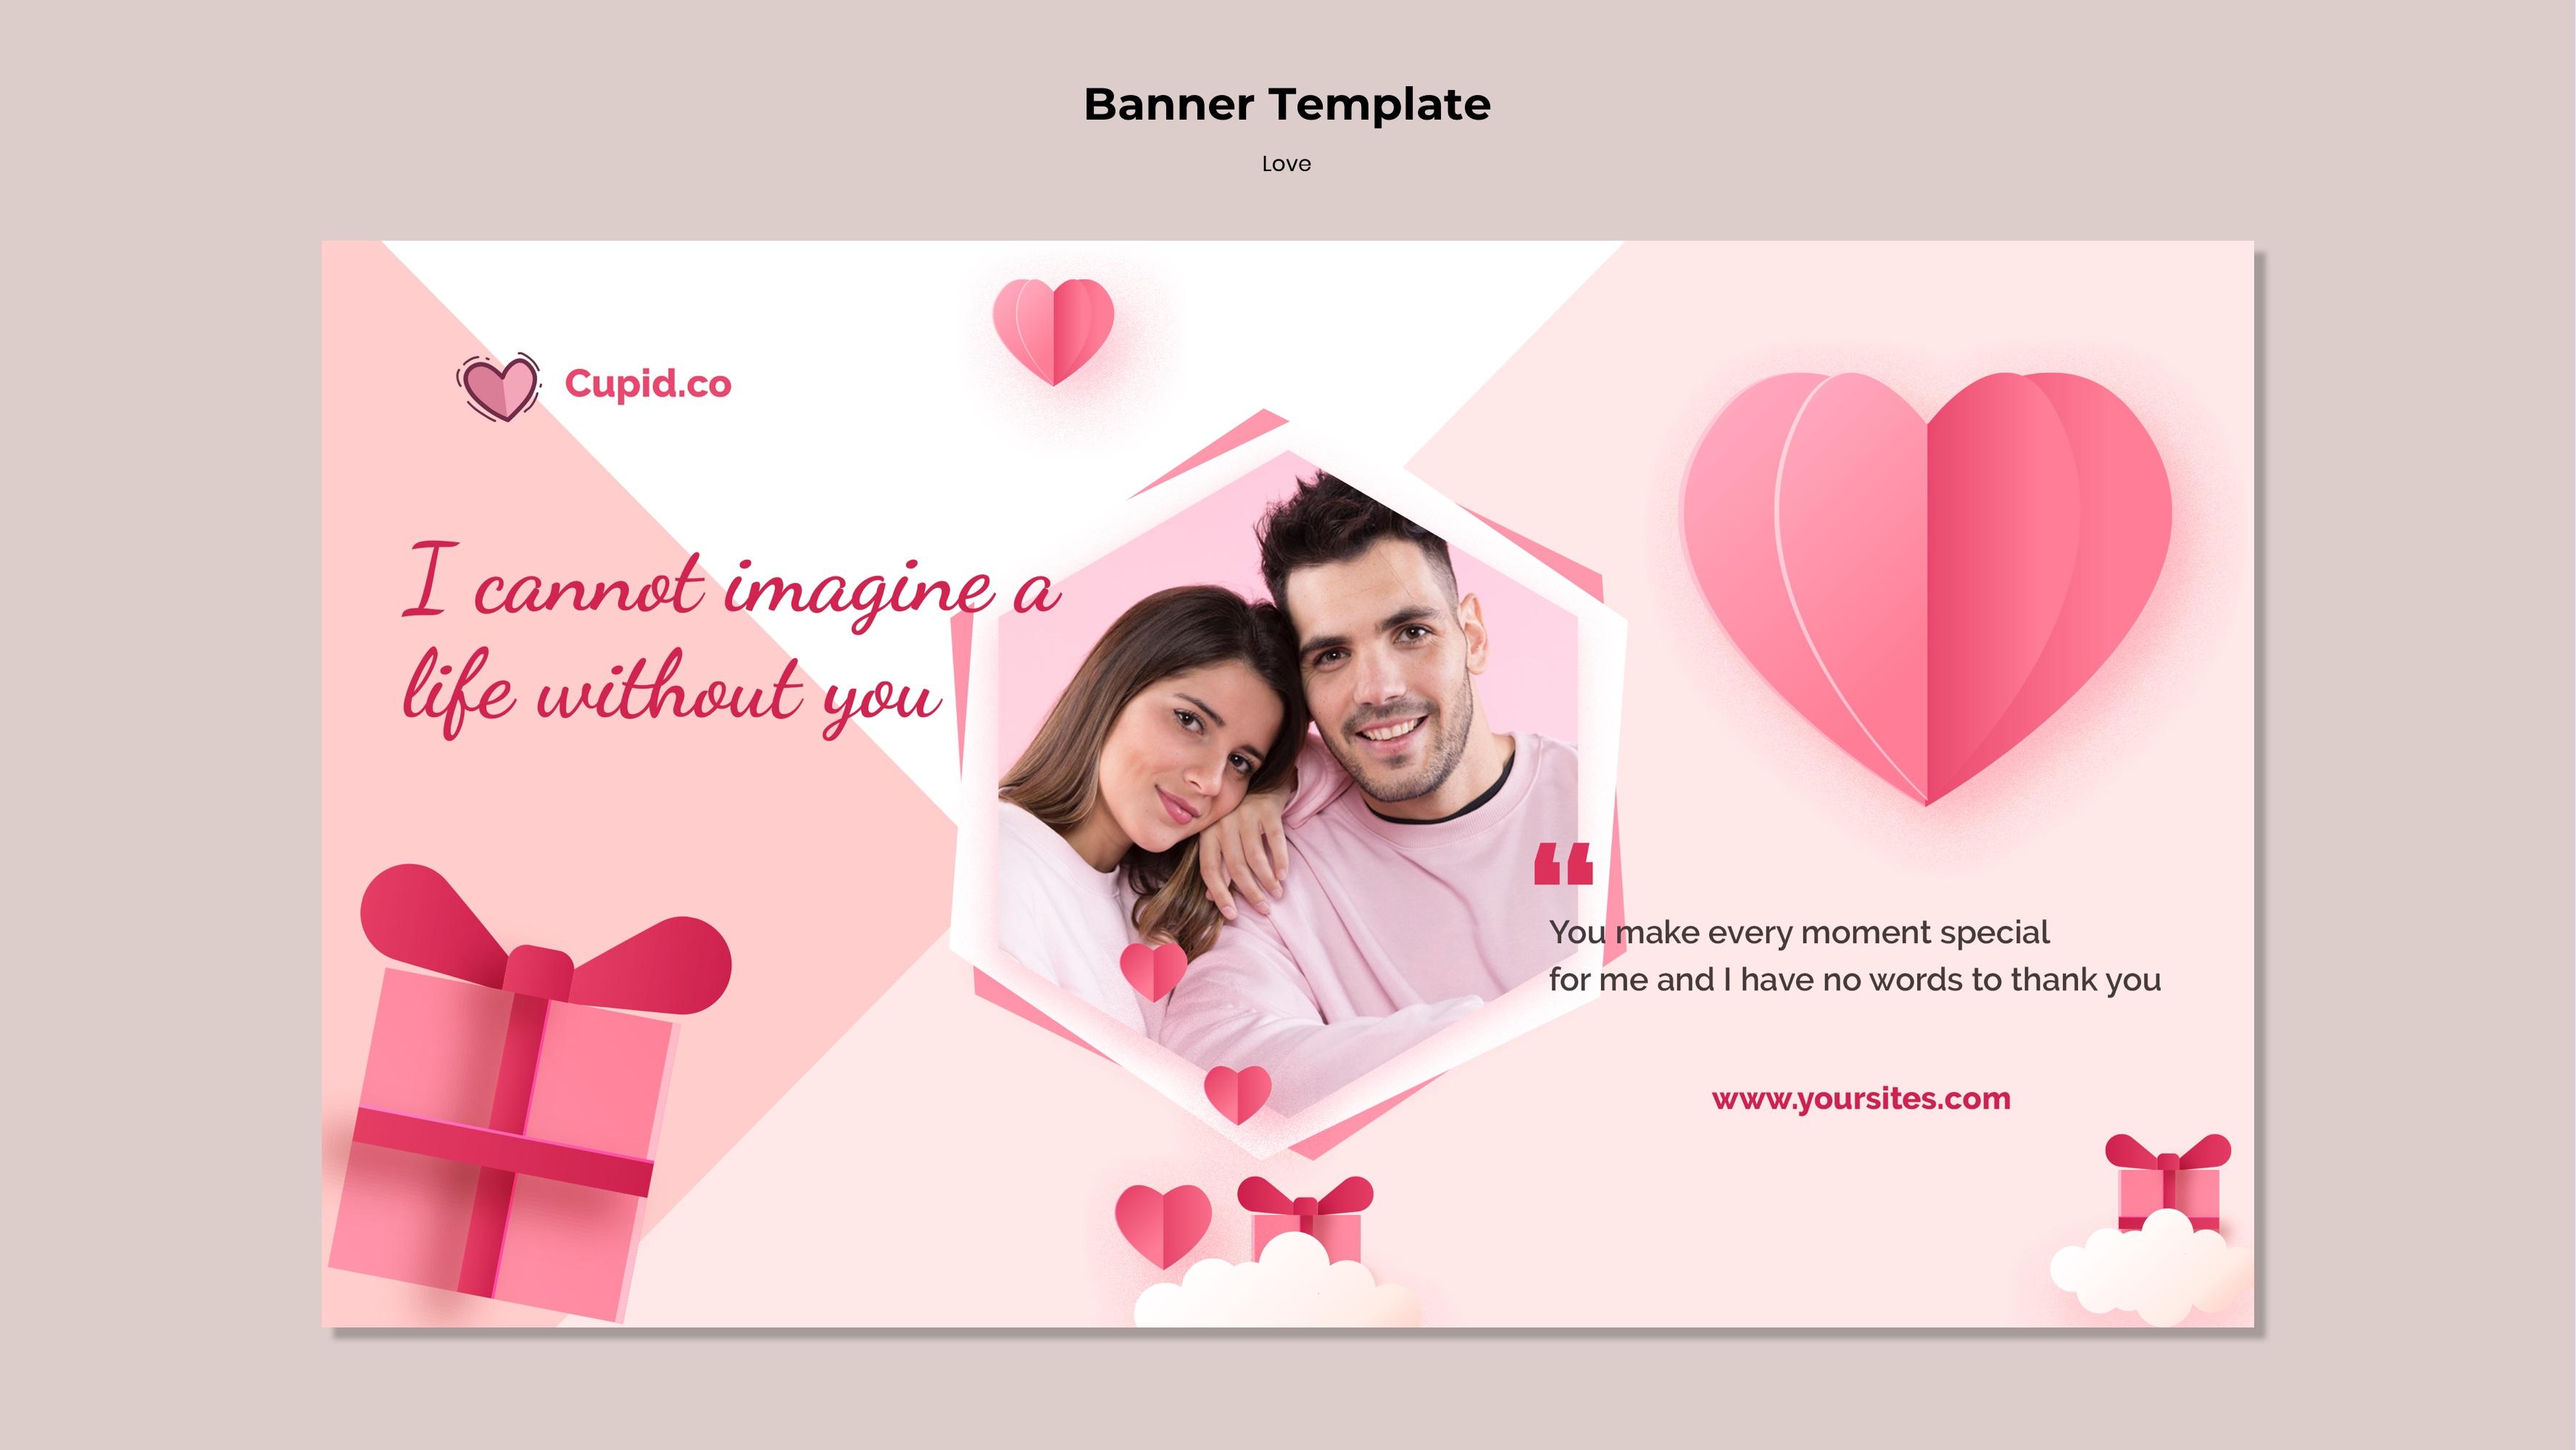 Banner Template
Love
Cupid.co
I cannot imagine a
life without you
“
You make every moment special
for me and I have no words to thank you
www.yoursites.com